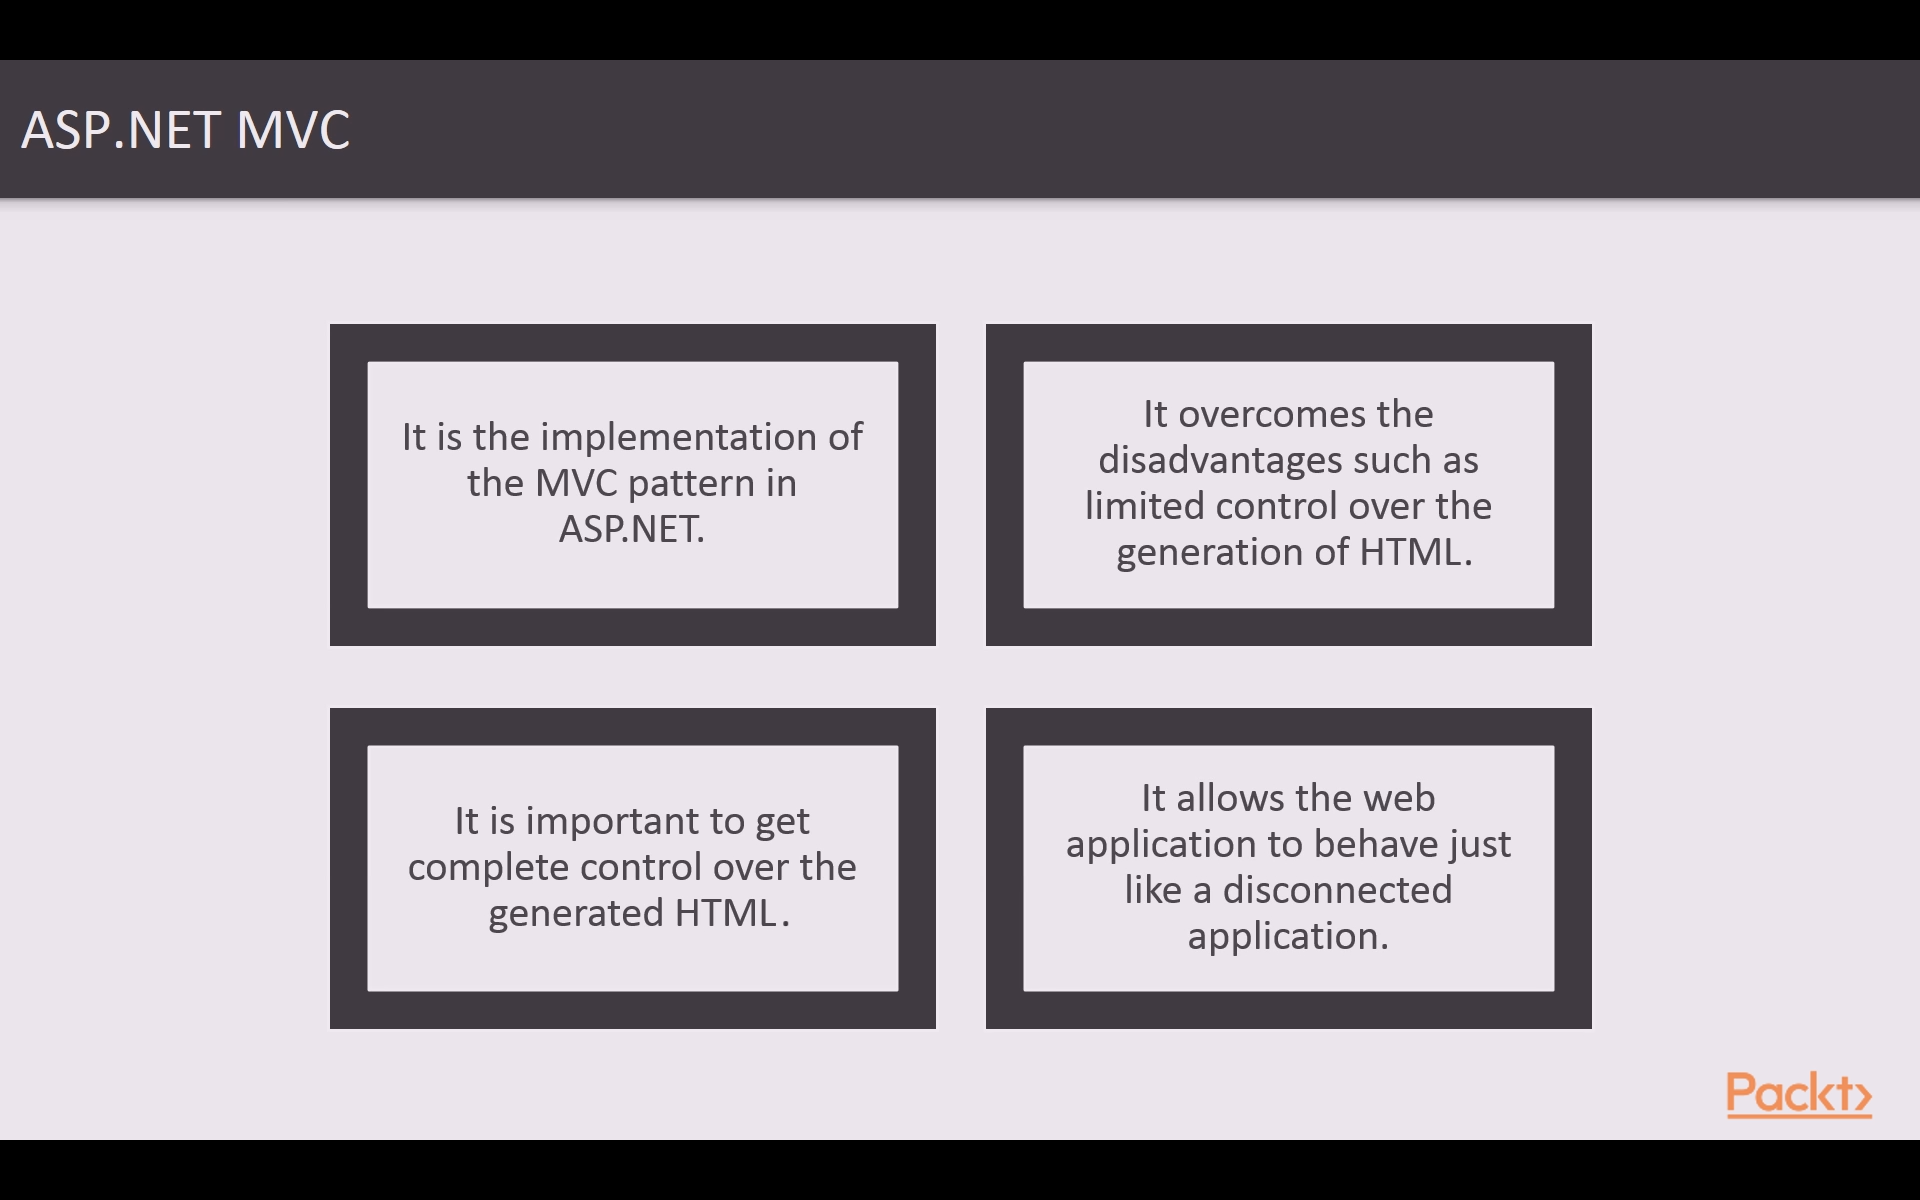 ASP.NET MVC
It is the implementation of
the MVC pattern in
ASP.NET.
It overcomes the
disadvantages such as
limited control over the
generation of HTML.
It is important to get
complete control over the
generated HTML.
It allows the web
application to behave just
like a disconnected
application.
Packt>